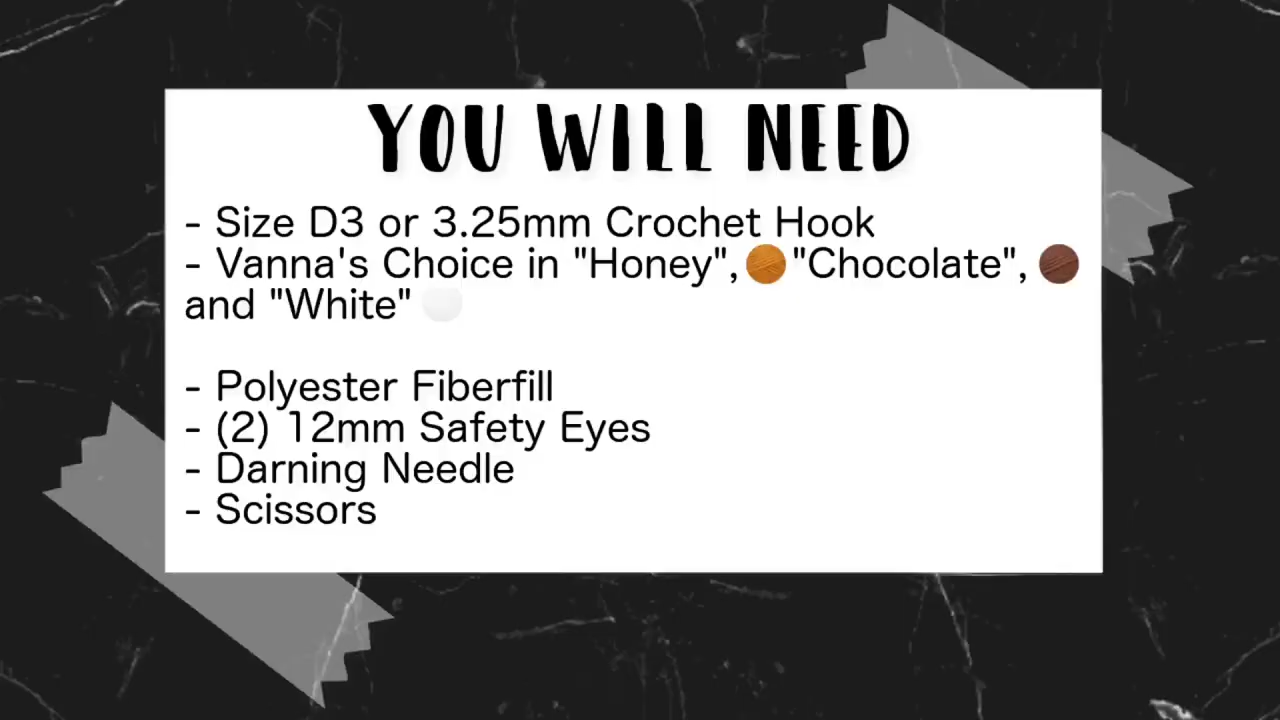 YOU WILL NEED
- Size D3 or 3.25mm Crochet Hook
- Vanna's Choice in "Honey", "Chocolate",
and "White"
- Polyester Fiberfill
- (2) 12mm Safety Eyes
- Darning Needle
- Scissors